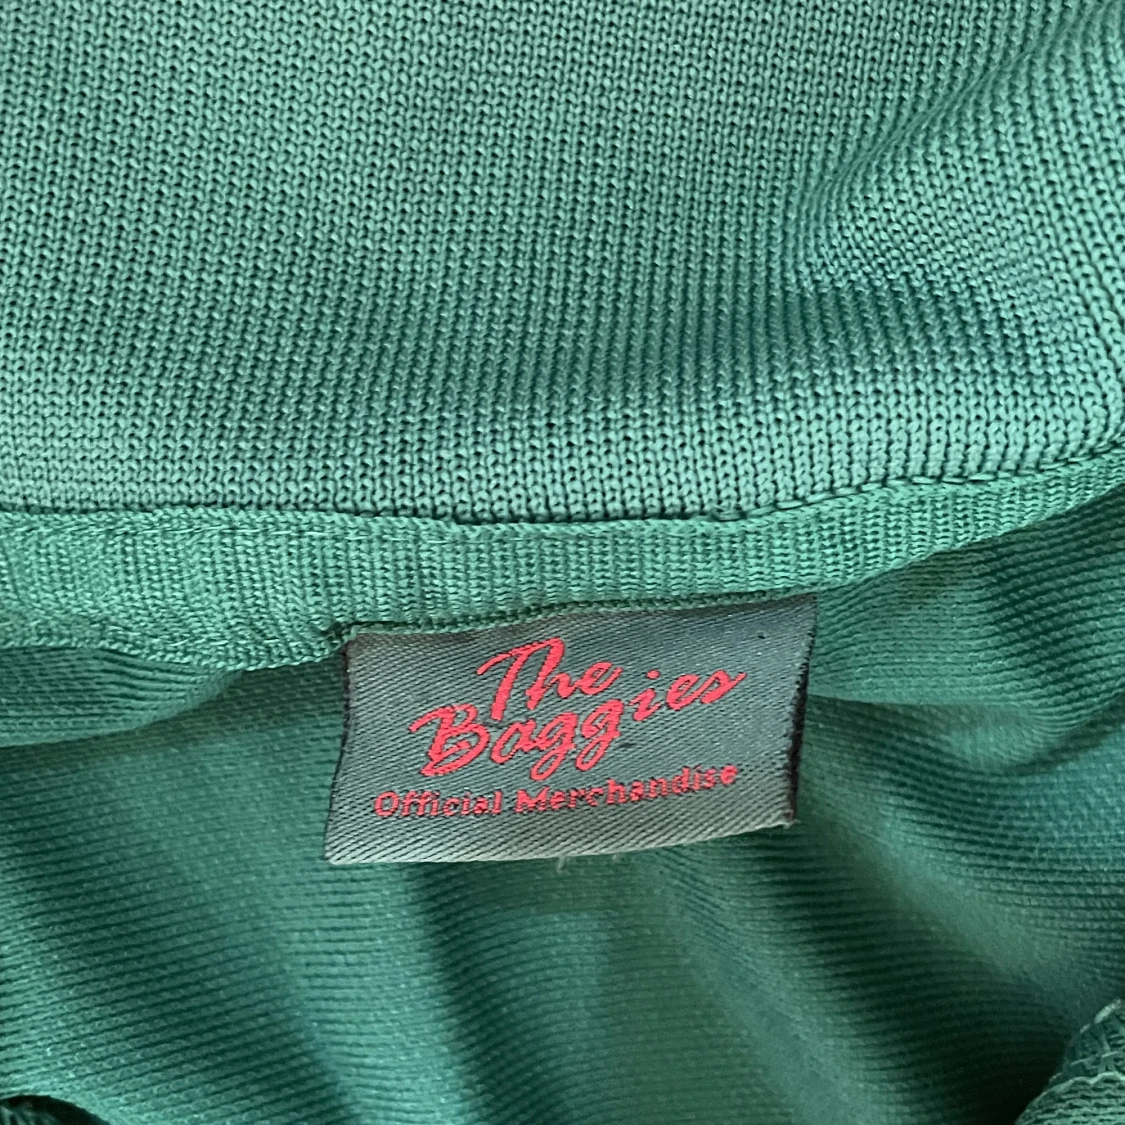 The
Baggies
Official Merchandise